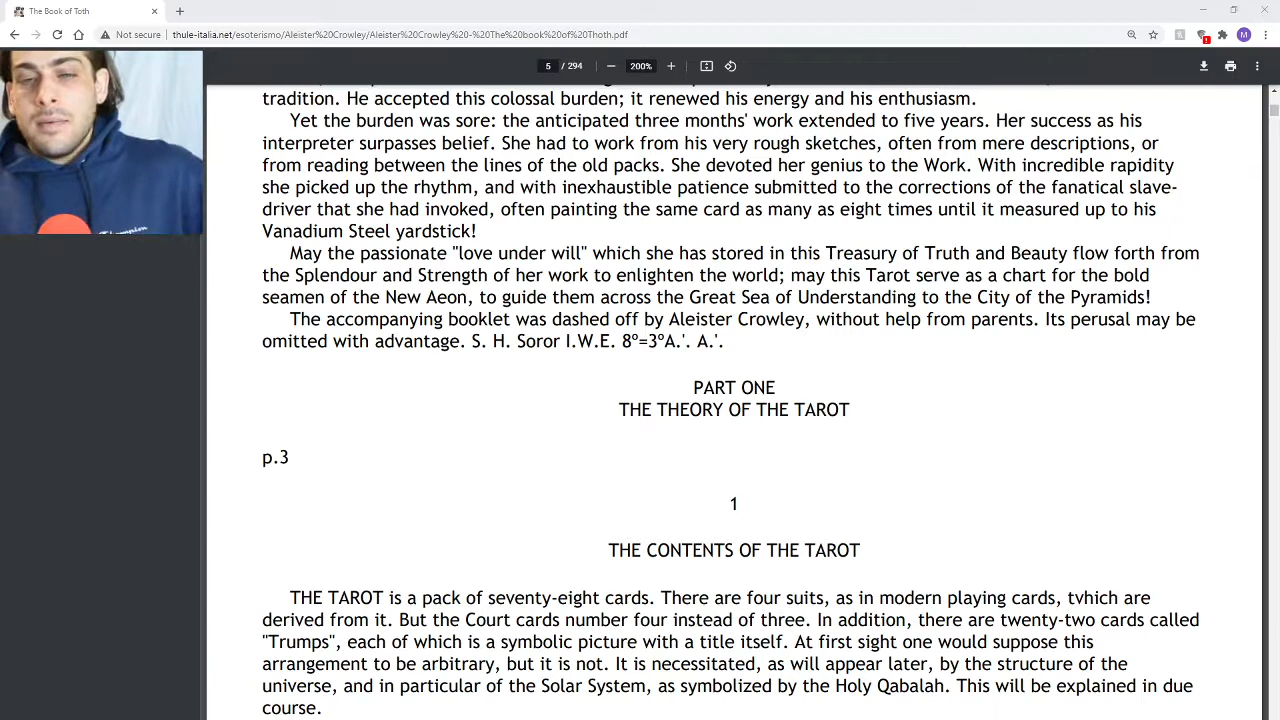 The Book of Toth
Not secure
thule-italia.net/esoterismo/Aleister%20Crowley/Aleister%20Crowley%20-%20The%20book%20of%20Thoth.pdf
M
5 / 294
200%
tradition. He accepted this colossal burden; it renewed his energy and his enthusiasm.
Yet the burden was sore: the anticipated three months' work extended to five years. Her success as his
interpreter surpasses belief. She had to work from his very rough sketches, often from mere descriptions, or
from reading between the lines of the old packs. She devoted her genius to the Work. With incredible rapidity
she picked up the rhythm, and with inexhaustible patience submitted to the corrections of the fanatical slave-
driver that she had invoked, often painting the same card as many as eight times until it measured up to his
Vanadium Steel yardstick!
May the passionate "love under will" which she has stored in this Treasury of Truth and Beauty flow forth from
the Splendour and Strength of her work to enlighten the world; may this Tarot serve as a chart for the bold
seamen of the New Aeon, to guide them across the Great Sea of Understanding to the City of the Pyramids!
The accompanying booklet was dashed off by Aleister Crowley, without help from parents. Its perusal may be
omitted with advantage. S. H. Soror I.W.E. 8º=3ºA.'. A.'.
PART ONE
THE THEORY OF THE TAROT
p.3
1
THE CONTENTS OF THE TAROT
THE TAROT is a pack of seventy-eight cards. There are four suits, as in modern playing cards, tvhich are
derived from it. But the Court cards number four instead of three. In addition, there are twenty-two cards called
"Trumps", each of which is a symbolic picture with a title itself. At first sight one would suppose this
arrangement to be arbitrary, but it is not. It is necessitated, as will appear later, by the structure of the
universe, and in particular of the Solar System, as symbolized by the Holy Qabalah. This will be explained in due
course.